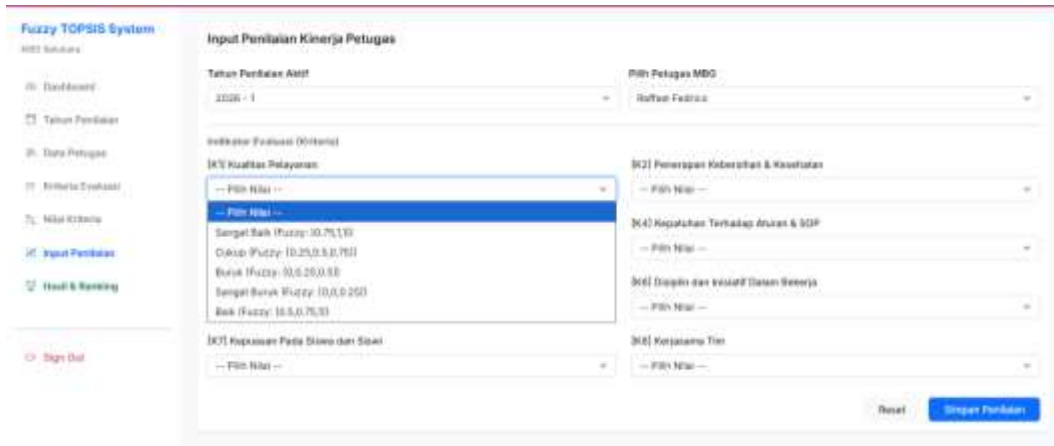 Fuzzy TOPSIS System
Dashboard
Tahun Penilaian
Data Petugas
Kriteria Evaluasi
Nilai Kriteria
Input Penilaian
Hasil & Ranking
Sign Out
Input Penilaian Kinerja Petugas
Tahun Penilaian Aktif
Pilih Petugas MBG
2026 - 1
Raffael Fedrico
Indikator Evaluasi (Kriteria)
[K1] Kualitas Pelayanan
[K2] Penerapan Kebersihan & Kesehatan
-- Pilih Nilai --
-- Pilih Nilai --
-- Pilih Nilai --
Sangat Baik (Fuzzy: [0.75,1,1])
Cukup (Fuzzy: [0.25,0.5,0.75])
Buruk (Fuzzy: [0,0.25,0.5])
Sangat Buruk (Fuzzy: [0,0,0.25])
Baik (Fuzzy: [0.5,0.75,1])
[K4] Kepatuhan Terhadap Aturan & SOP
-- Pilih Nilai --
[K6] Disiplin dan Inisiatif Dalam Bekerja
-- Pilih Nilai --
[K7] Kepuasan Pada Siswa dan Siswi
[K8] Kerjasama Tim
-- Pilih Nilai --
-- Pilih Nilai --
Reset
Simpan Penilaian